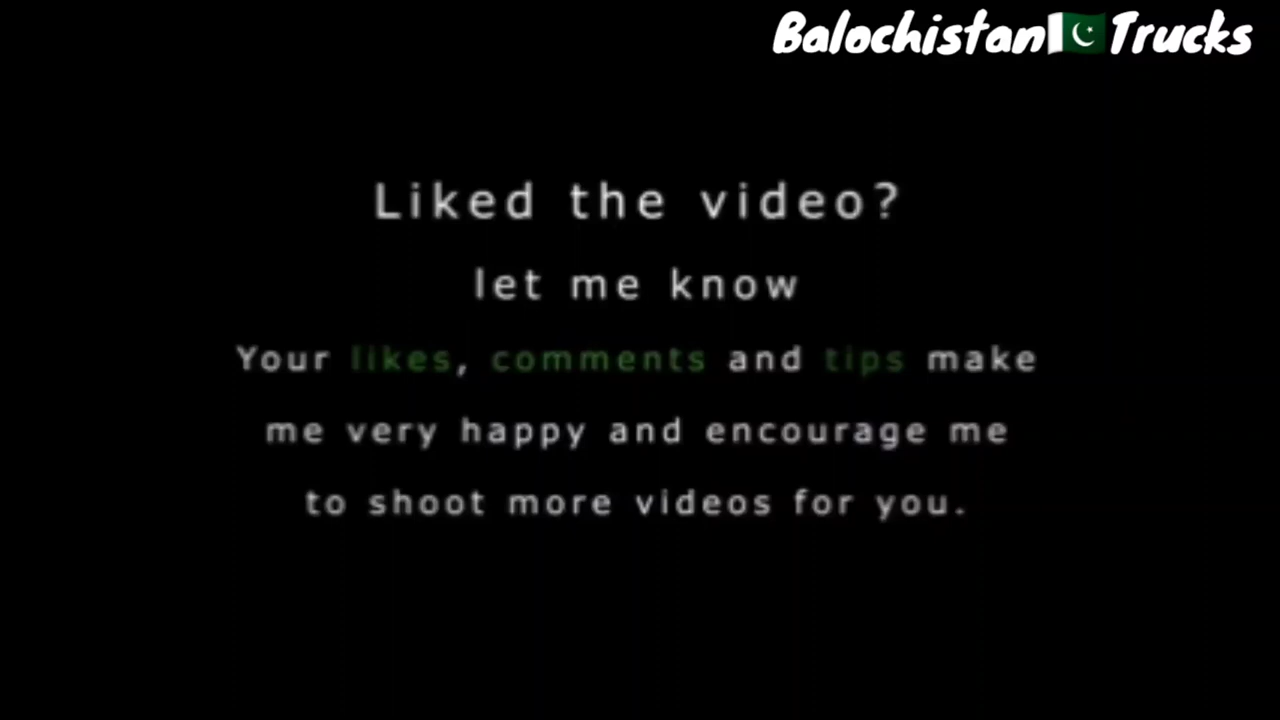 Balochistan🇵🇰Trucks
Liked the video?
let me know
Your likes, comments and tips make
me very happy and encourage me
to shoot more videos for you.